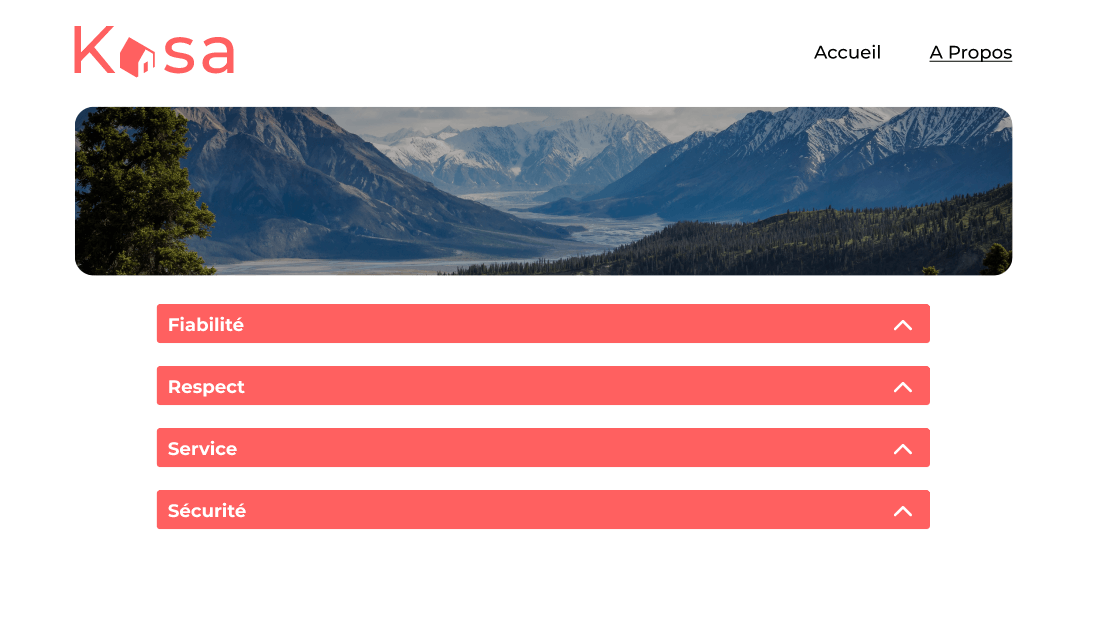 Kasa
Accueil
A Propos
Fiabilité
Respect
Service
Sécurité